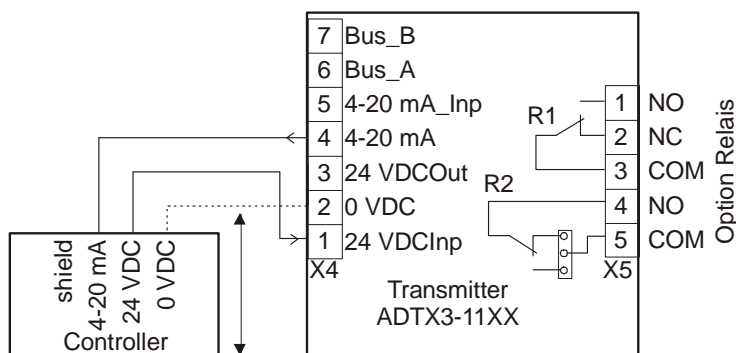 7 Bus_B
6 Bus_A
5 4-20 mA_Inp
4 4-20 mA
3 24 VDCOut
2 0 VDC
1 24 VDCInp
X4
R1
R2
1 NO
2 NC
3 COM
4 NO
5 COM
X5
Option Relais
Transmitter
ADTX3-11XX
shield
4-20 mA
24 VDC
0 VDC
Controller